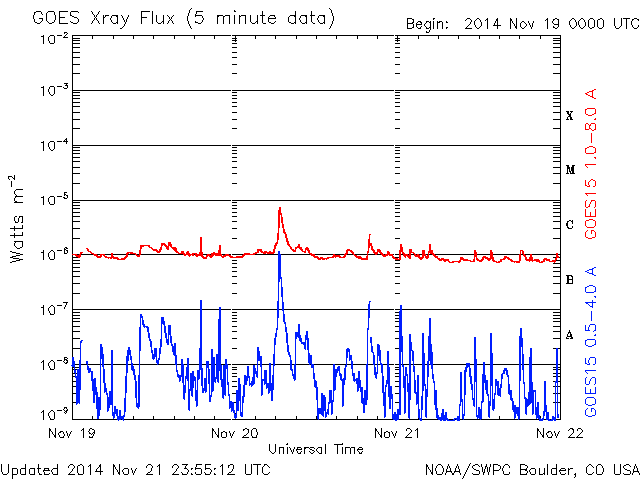 GOES Xray Flux (5 minute data)
Begin: 2014 Nov 19 0000 UTC
10⁻²
10⁻³
10⁻⁴
10⁻⁵
10⁻⁶
10⁻⁷
10⁻⁸
10⁻⁹
Watts m⁻²
X
M
C
B
A
GOES15 1.0-8.0 A
GOES15 0.5-4.0 A
Nov 19
Nov 20
Nov 21
Nov 22
Universal Time
Updated 2014 Nov 21 23:55:12 UTC
NOAA/SWPC Boulder, CO USA